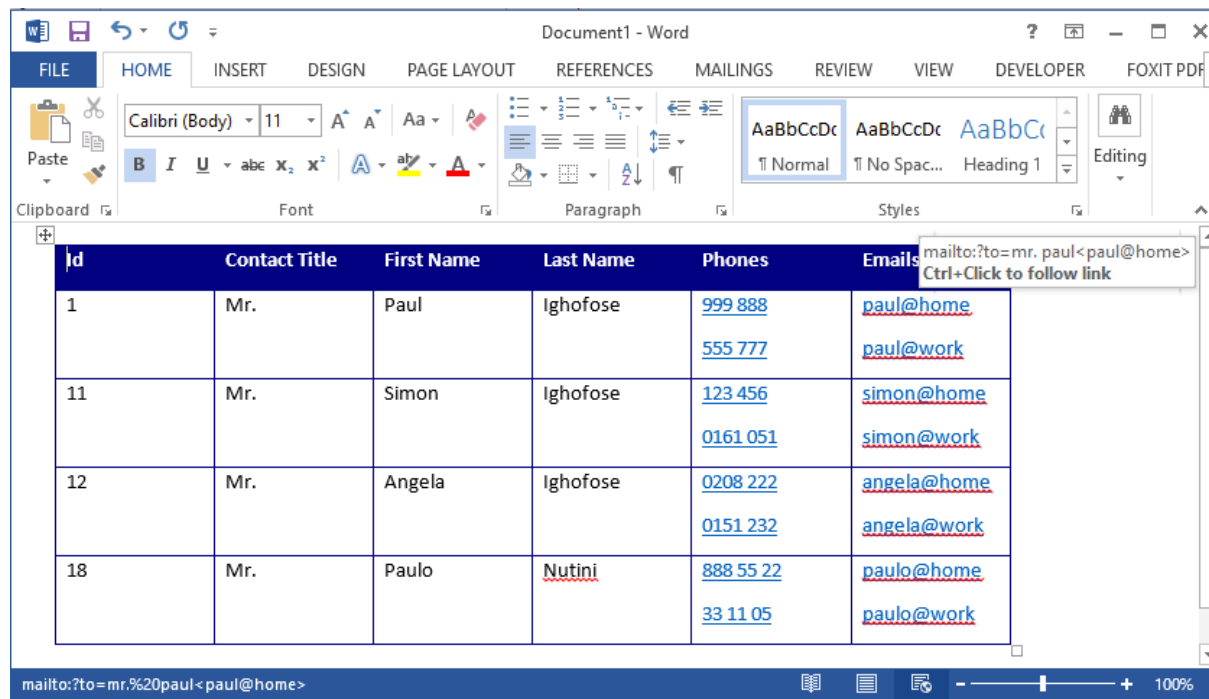 Document1 - Word ?
FILE HOME INSERT DESIGN PAGE LAYOUT REFERENCES MAILINGS REVIEW VIEW DEVELOPER FOXIT PDF
Calibri (Body) 11 A A Aa
Paste B I U abc X₂ X² A aby A A Z ¶
AaBbCcDc AaBbCcDc AaBbCc
¶ Normal ¶ No Spac... Heading 1
Editing
Clipboard Font Paragraph Styles
Id Contact Title First Name Last Name Phones Emails
mailto:?to=mr. paul<paul@home>
Ctrl+Click to follow link
1 Mr. Paul Ighofose 999 888 paul@home
555 777 paul@work
11 Mr. Simon Ighofose 123 456 simon@home
0161 051 simon@work
12 Mr. Angela Ighofose 0208 222 angela@home
0151 232 angela@work
18 Mr. Paulo Nutini 888 55 22 paulo@home
33 11 05 paulo@work
mailto:?to=mr.%20paul<paul@home> 100%